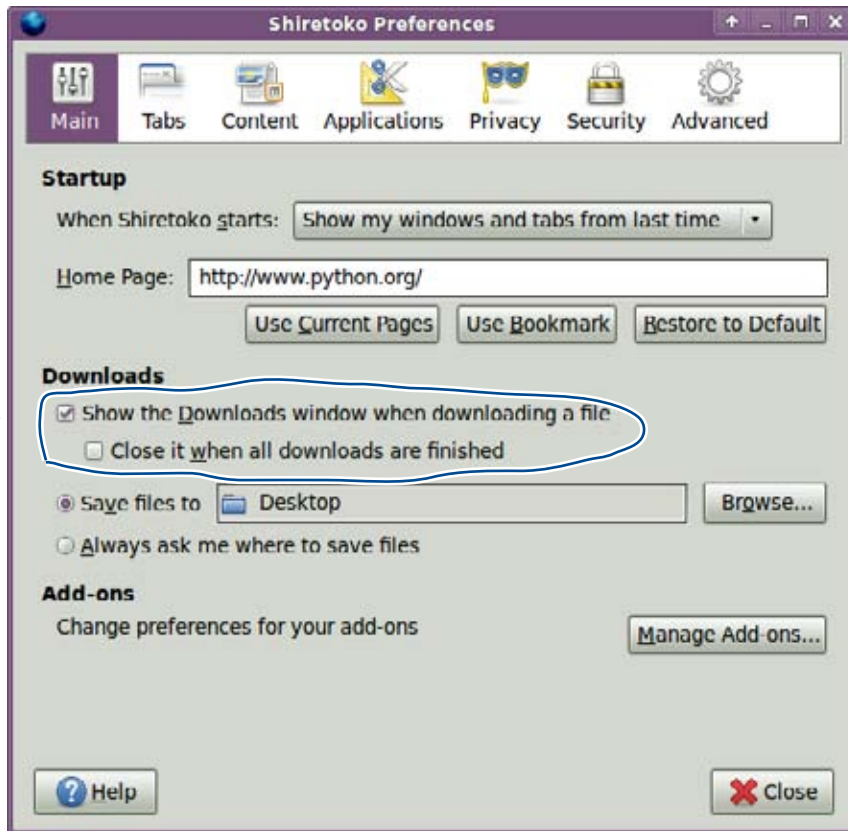 Shiretoko Preferences
Main Tabs Content Applications Privacy Security Advanced
Startup
When Shiretoko starts: Show my windows and tabs from last time
Home Page: http://www.python.org/
Use Current Pages Use Bookmark Restore to Default
Downloads
Show the Downloads window when downloading a file
Close it when all downloads are finished
Save files to Desktop Browse...
Always ask me where to save files
Add-ons
Change preferences for your add-ons
Manage Add-ons...
Help Close